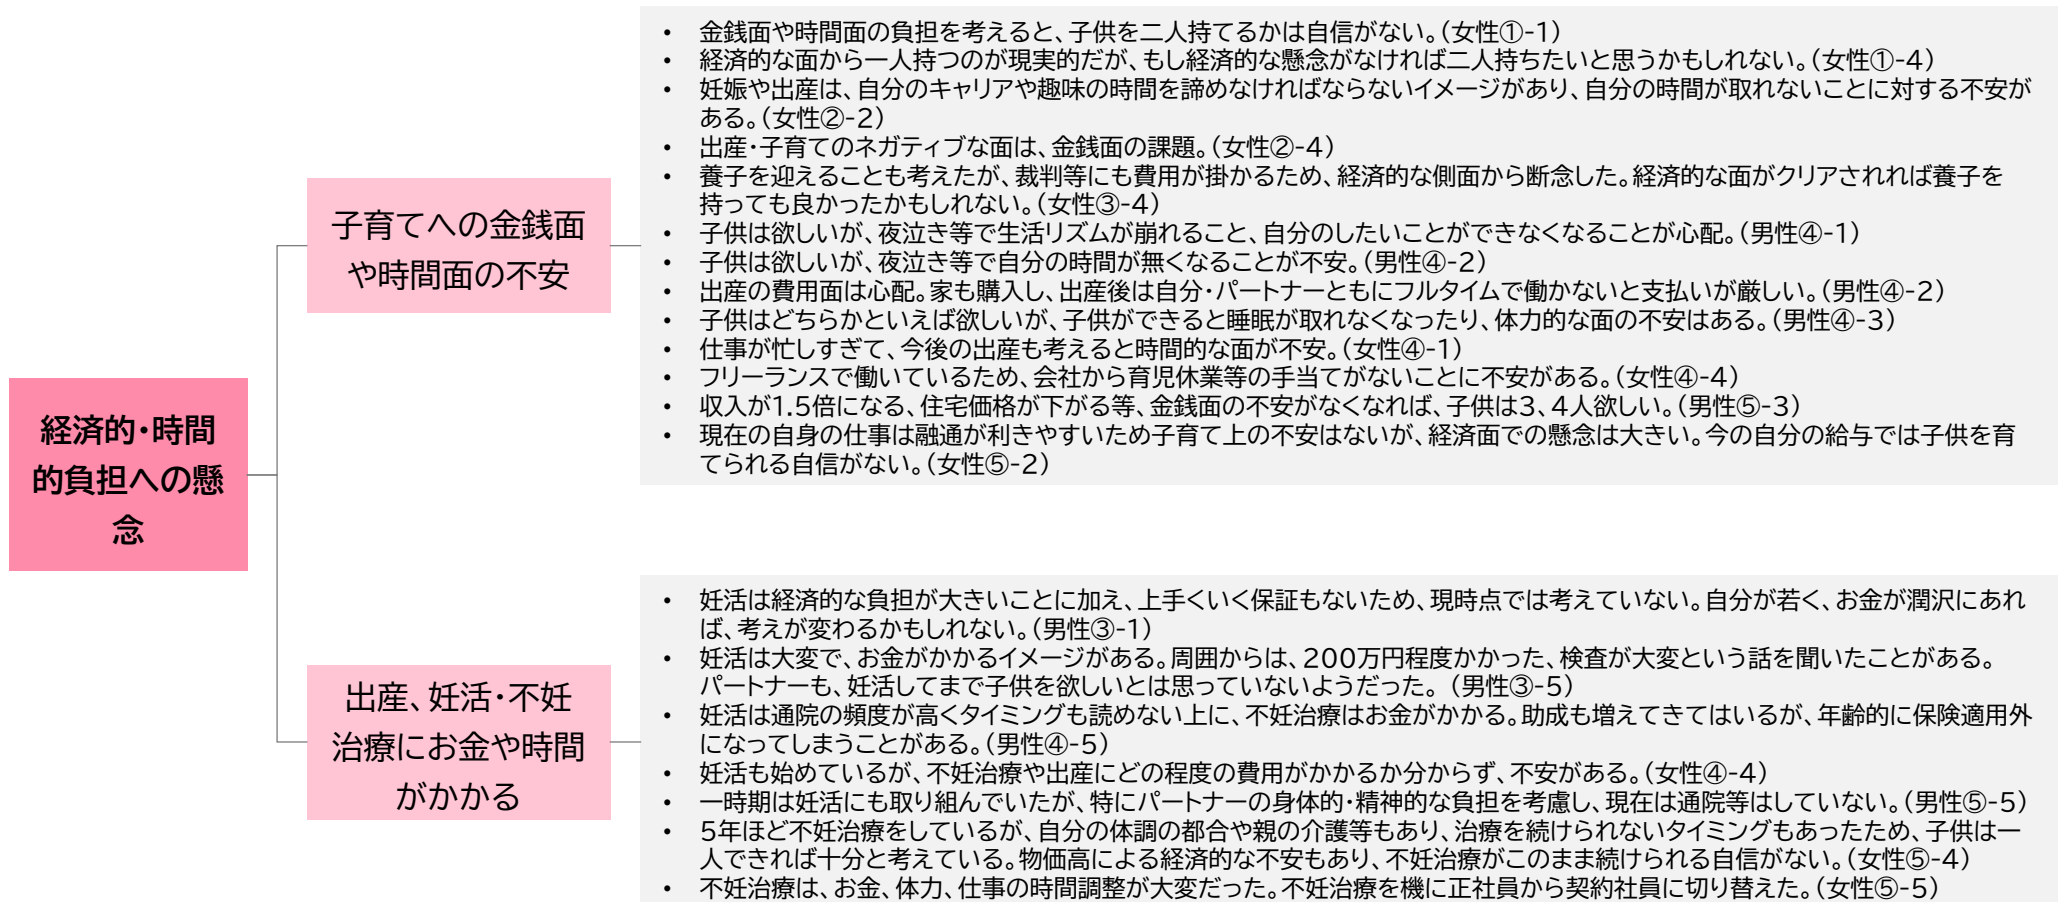 経済的・時間
的負担への懸
念
子育てへの金銭面
や時間面の不安
• 金銭面や時間面の負担を考えると、子供を二人持てるかは自信がない。(女性①-1)
• 経済的な面から一人持つのが現実的だが、もし経済的な懸念がなければ二人持ちたいと思うかもしれない。(女性①-4)
• 妊娠や出産は、自分のキャリアや趣味の時間を諦めなければならないイメージがあり、自分の時間が取れないことに対する不安が
ある。(女性②-2)
• 出産・子育てのネガティブな面は、金銭面の課題。(女性②-4)
• 養子を迎えることも考えたが、裁判等にも費用が掛かるため、経済的な側面から断念した。経済的な面がクリアされれば養子を
持っても良かったかもしれない。(女性③-4)
• 子供は欲しいが、夜泣き等で生活リズムが崩れること、自分のしたいことができなくなることが心配。(男性④-1)
• 子供は欲しいが、夜泣き等で自分の時間が無くなることが不安。(男性④-2)
• 出産の費用面は心配。家も購入し、出産後は自分・パートナーともにフルタイムで働かないと支払いが厳しい。(男性④-2)
• 子供はどちらかといえば欲しいが、子供ができると睡眠が取れなくなったり、体力的な面の不安はある。(男性④-3)
• 仕事が忙しすぎて、今後の出産も考えると時間的な面が不安。(女性④-1)
• フリーランスで働いているため、会社から育児休業等の手当てがないことに不安がある。(女性④-4)
• 収入が1.5倍になる、住宅価格が下がる等、金銭面の不安がなくなれば、子供は3、4人欲しい。(男性⑤-3)
• 現在の自身の仕事は融通が利きやすいため子育て上の不安はないが、経済面での懸念は大きい。今の自分の給与では子供を育
てられる自信がない。(女性⑤-2)
出産、妊活・不妊
治療にお金や時間
がかかる
• 妊活は経済的な負担が大きいことに加え、上手くいく保証もないため、現時点では考えていない。自分が若く、お金が潤沢にあれ
ば、考えが変わるかもしれない。(男性③-1)
• 妊活は大変で、お金がかかるイメージがある。周囲からは、200万円程度かかった、検査が大変という話を聞いたことがある。
パートナーも、妊活してまで子供を欲しいとは思っていないようだった。 (男性③-5)
• 妊活は通院の頻度が高くタイミングも読めない上に、不妊治療はお金がかかる。助成も増えてきてはいるが、年齢的に保険適用外
になってしまうことがある。(男性④-5)
• 妊活も始めているが、不妊治療や出産にどの程度の費用がかかるか分からず、不安がある。(女性④-4)
• 一時期は妊活にも取り組んでいたが、特にパートナーの身体的・精神的な負担を考慮し、現在は通院等はしていない。(男性⑤-5)
• 5年ほど不妊治療をしているが、自分の体調の都合や親の介護等もあり、治療を続けられないタイミングもあったため、子供は一
人できれば十分と考えている。物価高による経済的な不安もあり、不妊治療がこのまま続けられる自信がない。(女性⑤-4)
• 不妊治療は、お金、体力、仕事の時間調整が大変だった。不妊治療を機に正社員から契約社員に切り替えた。(女性⑤-5)